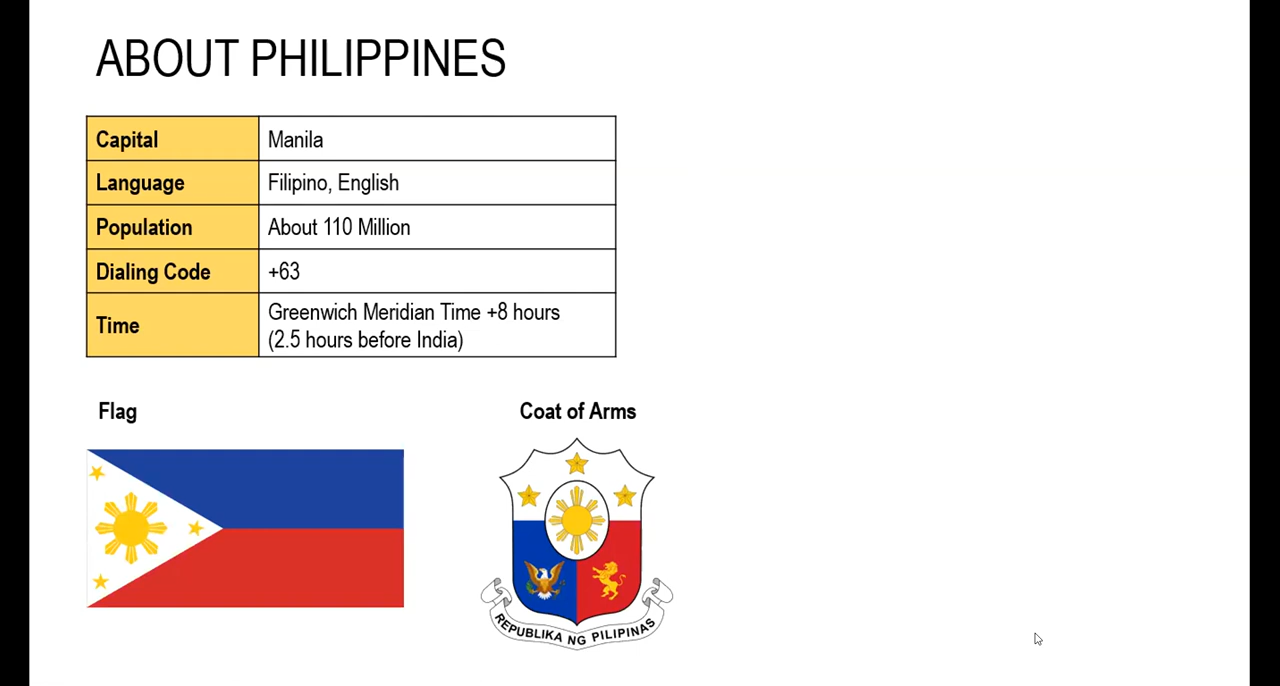 ABOUT PHILIPPINES
Capital Manila
Language Filipino, English
Population About 110 Million
Dialing Code +63
Time Greenwich Meridian Time +8 hours
(2.5 hours before India)
Flag Coat of Arms
REPUBLIKA NG PILIPINAS